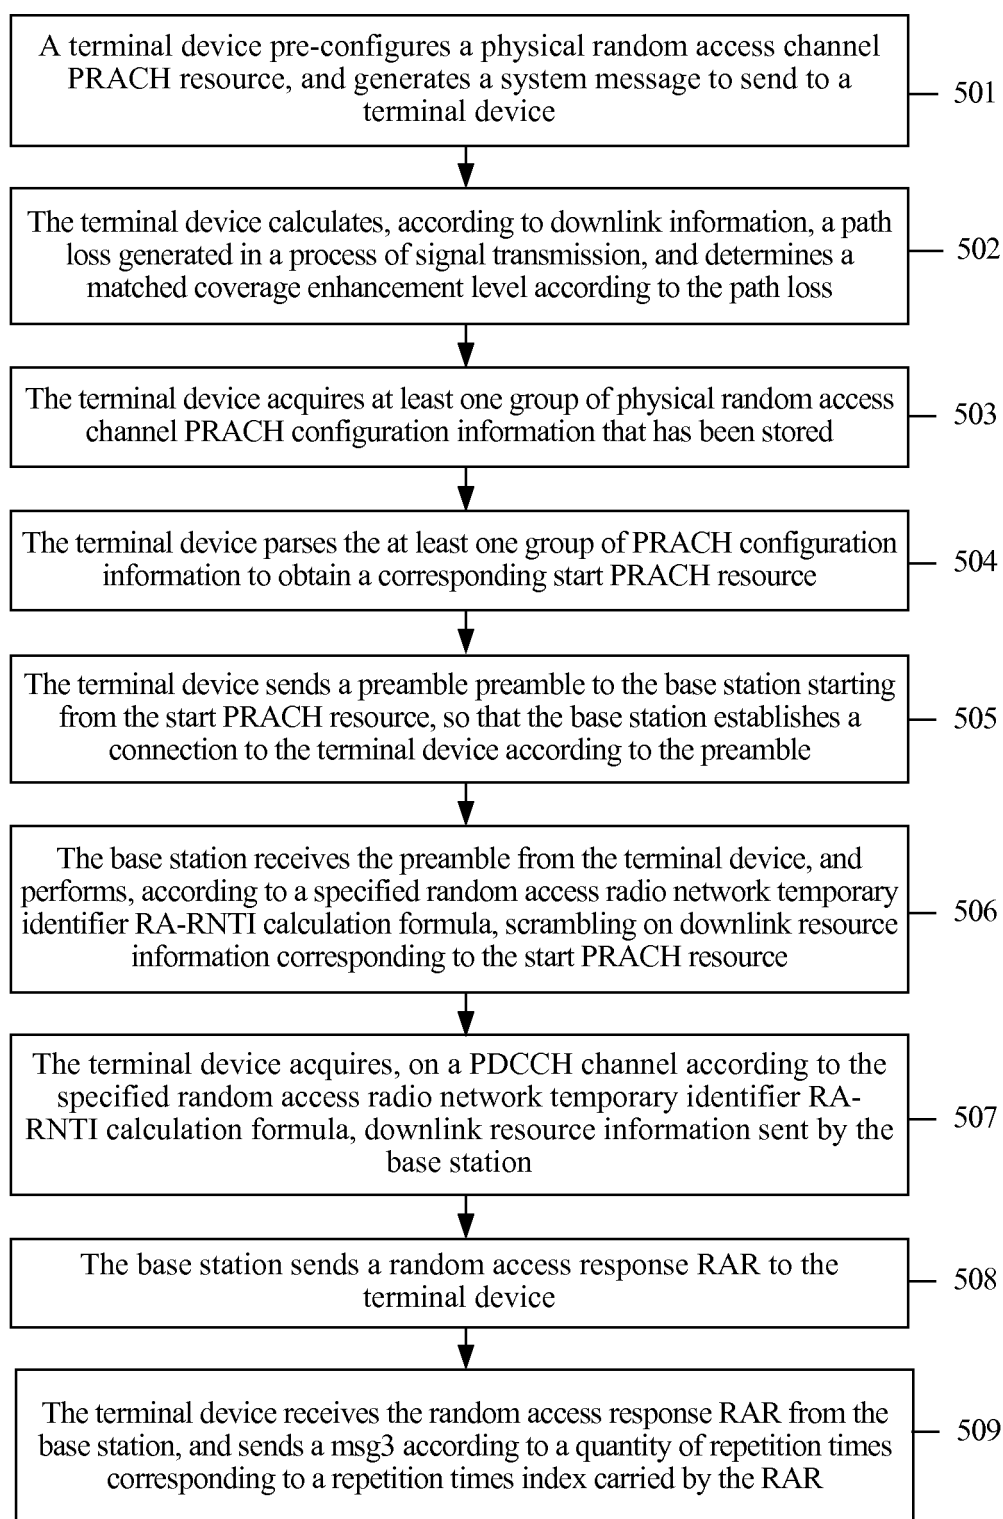 A terminal device pre-configures a physical random access channel
PRACH resource, and generates a system message to send to a
terminal device
501
The terminal device calculates, according to downlink information, a path
loss generated in a process of signal transmission, and determines a
matched coverage enhancement level according to the path loss
502
The terminal device acquires at least one group of physical random access
channel PRACH configuration information that has been stored
503
The terminal device parses the at least one group of PRACH configuration
information to obtain a corresponding start PRACH resource
504
The terminal device sends a preamble preamble to the base station starting
from the start PRACH resource, so that the base station establishes a
connection to the terminal device according to the preamble
505
The base station receives the preamble from the terminal device, and
performs, according to a specified random access radio network temporary
identifier RA-RNTI calculation formula, scrambling on downlink resource
information corresponding to the start PRACH resource
506
The terminal device acquires, on a PDCCH channel according to the
specified random access radio network temporary identifier RA-
RNTI calculation formula, downlink resource information sent by the
base station
507
The base station sends a random access response RAR to the
terminal device
508
The terminal device receives the random access response RAR from the
base station, and sends a msg3 according to a quantity of repetition times
corresponding to a repetition times index carried by the RAR
509